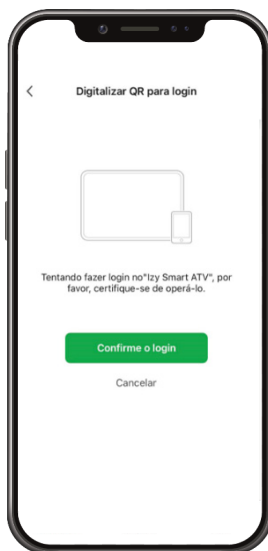 Digitalizar QR para login
Tentando fazer login no"Izy Smart ATV", por
favor, certifique-se de operá-lo.
Confirme o login
Cancelar